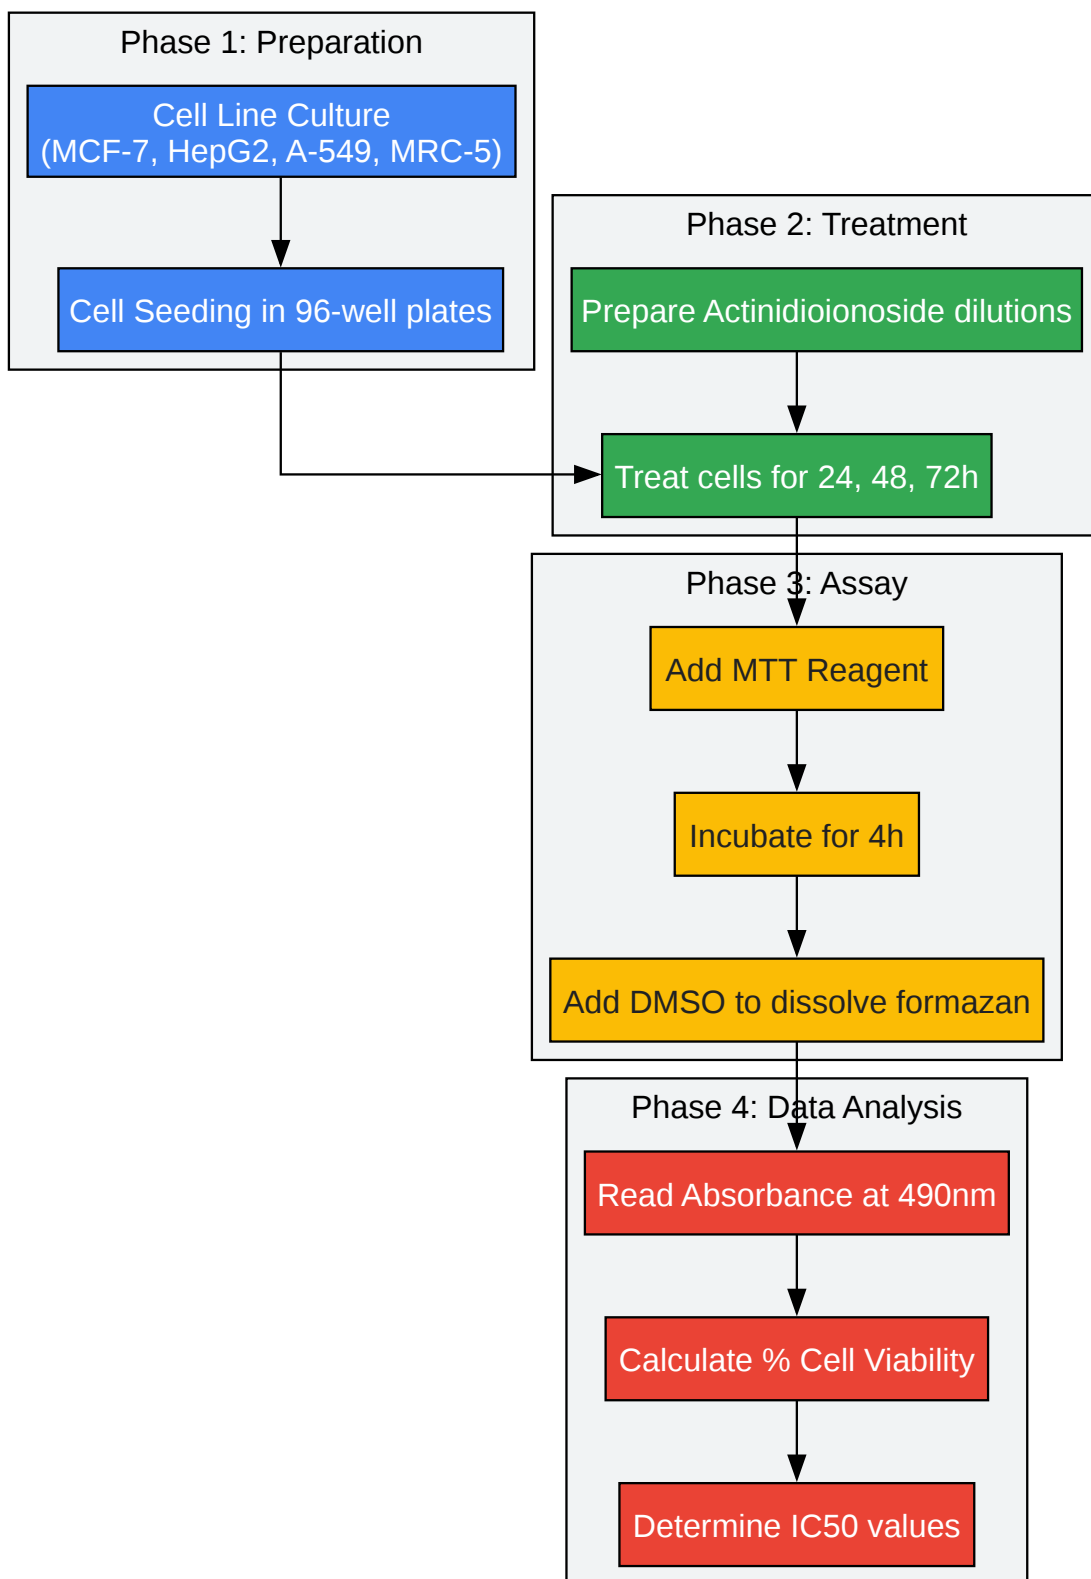 Phase 1: Preparation
Cell Line Culture
(MCF-7, HepG2, A-549, MRC-5)
Cell Seeding in 96-well plates
Phase 2: Treatment
Prepare Actinidioionoside dilutions
Treat cells for 24, 48, 72h
Phase 3: Assay
Add MTT Reagent
Incubate for 4h
Add DMSO to dissolve formazan
Phase 4: Data Analysis
Read Absorbance at 490nm
Calculate % Cell Viability
Determine IC50 values